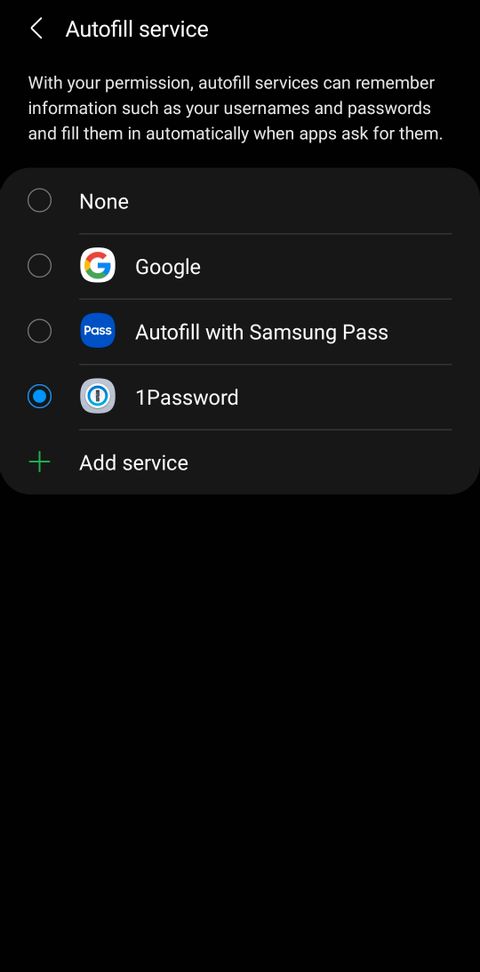 Autofill service
With your permission, autofill services can remember
information such as your usernames and passwords
and fill them in automatically when apps ask for them.
None
Google
Pass Autofill with Samsung Pass
1Password
Add service